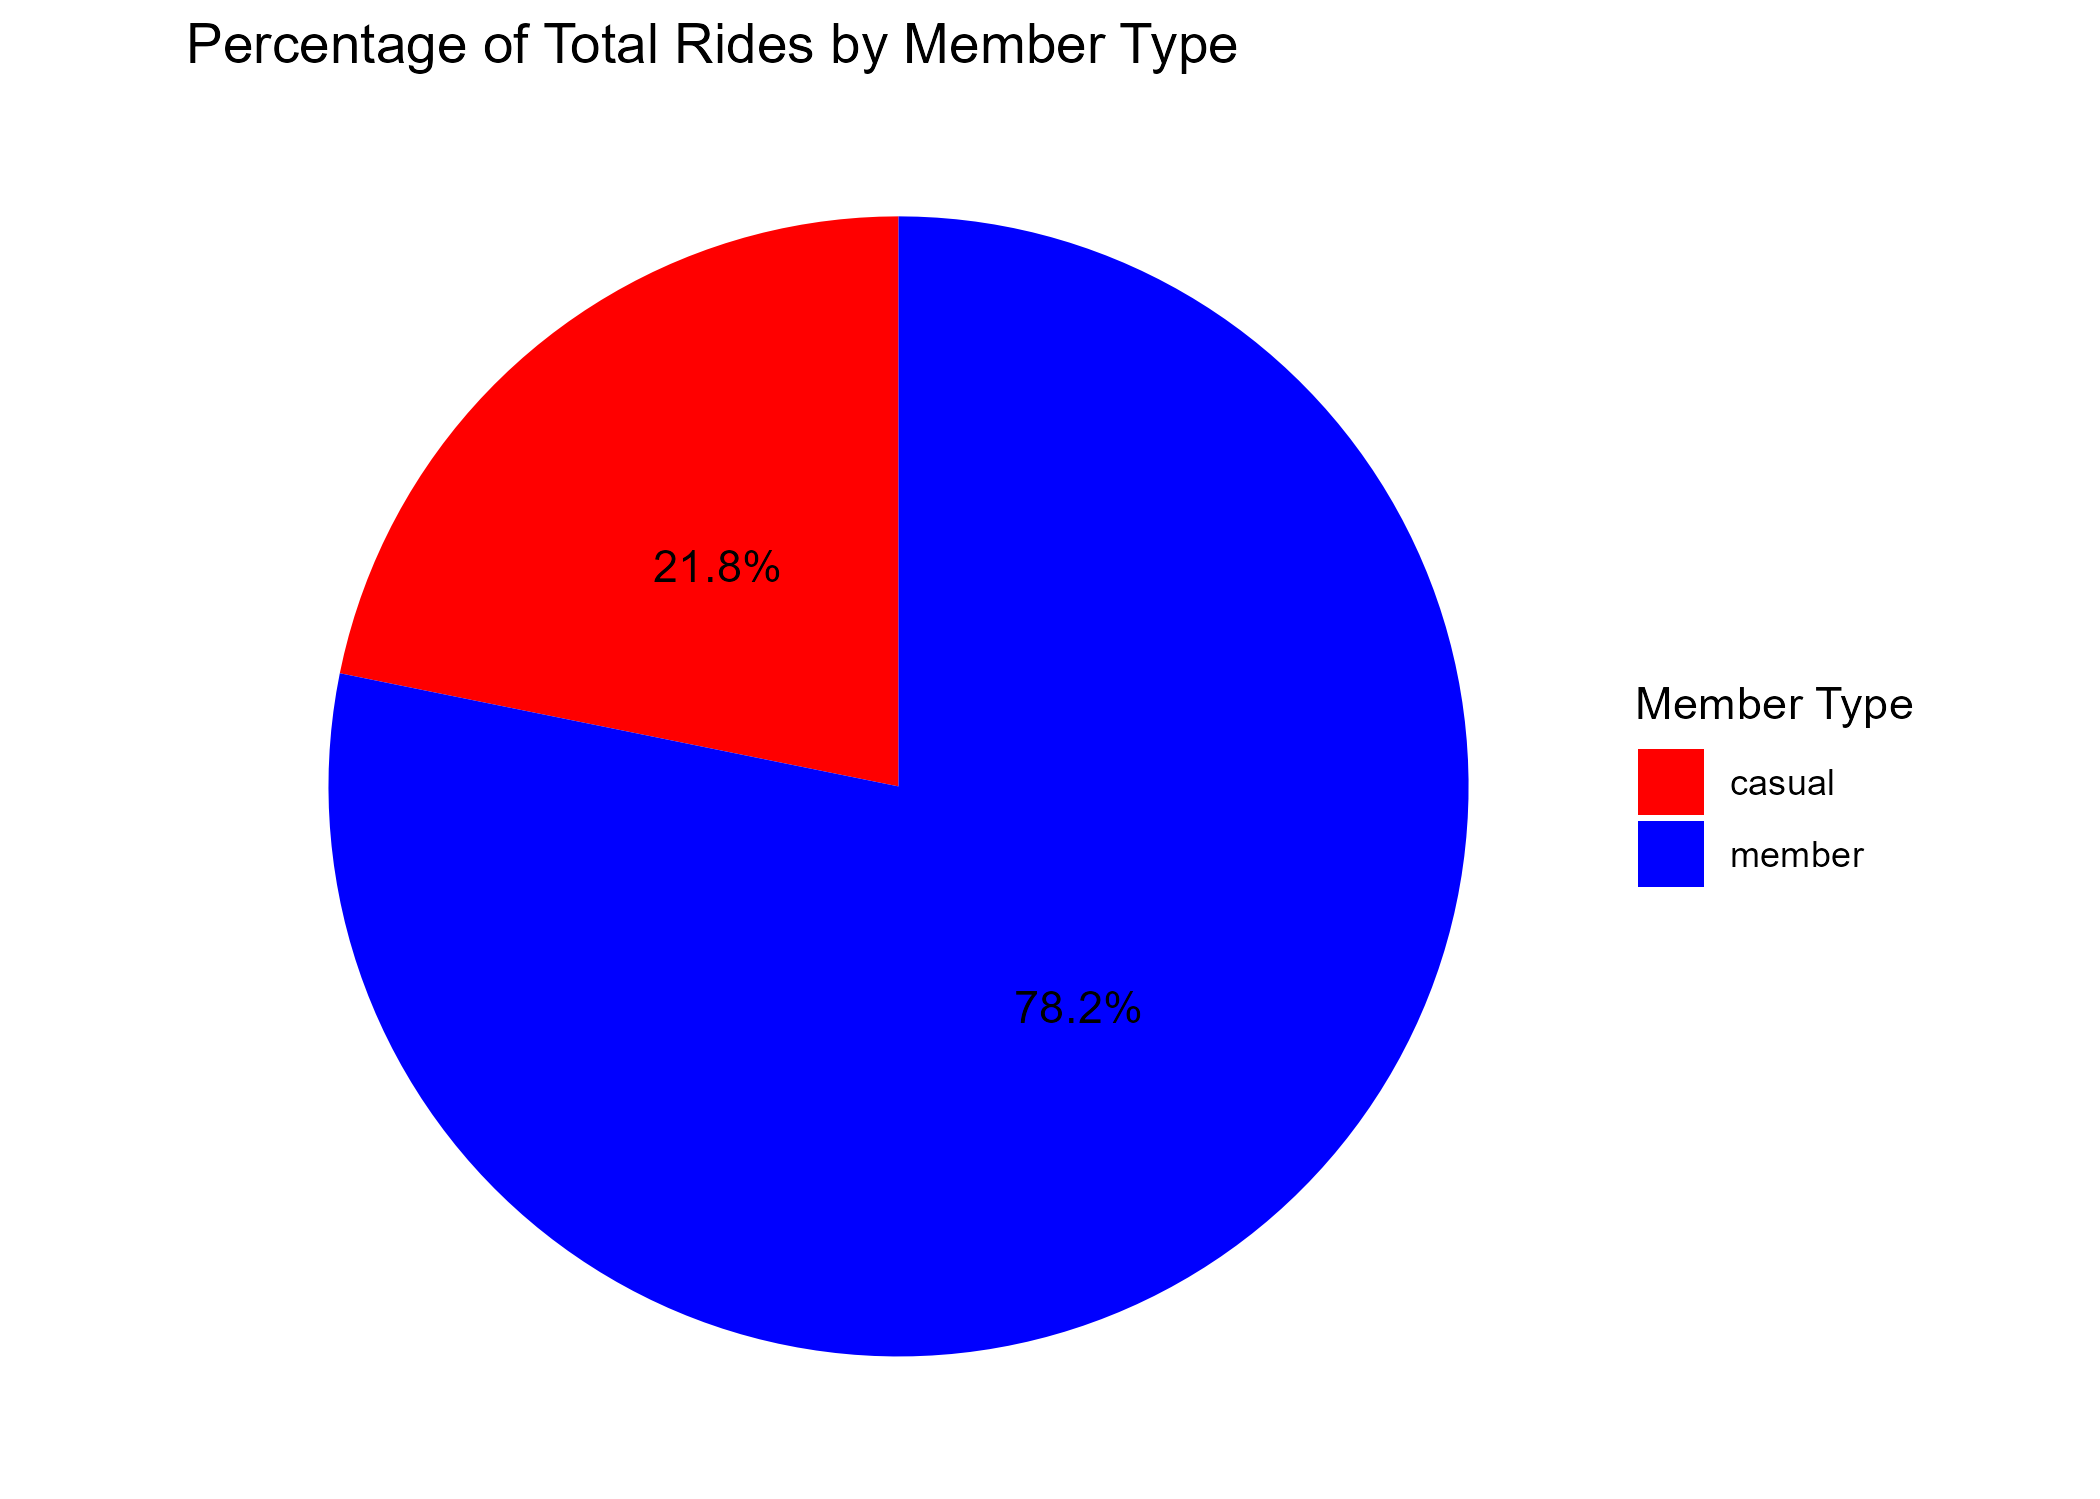 Percentage of Total Rides by Member Type
21.8%
78.2%
Member Type
casual
member